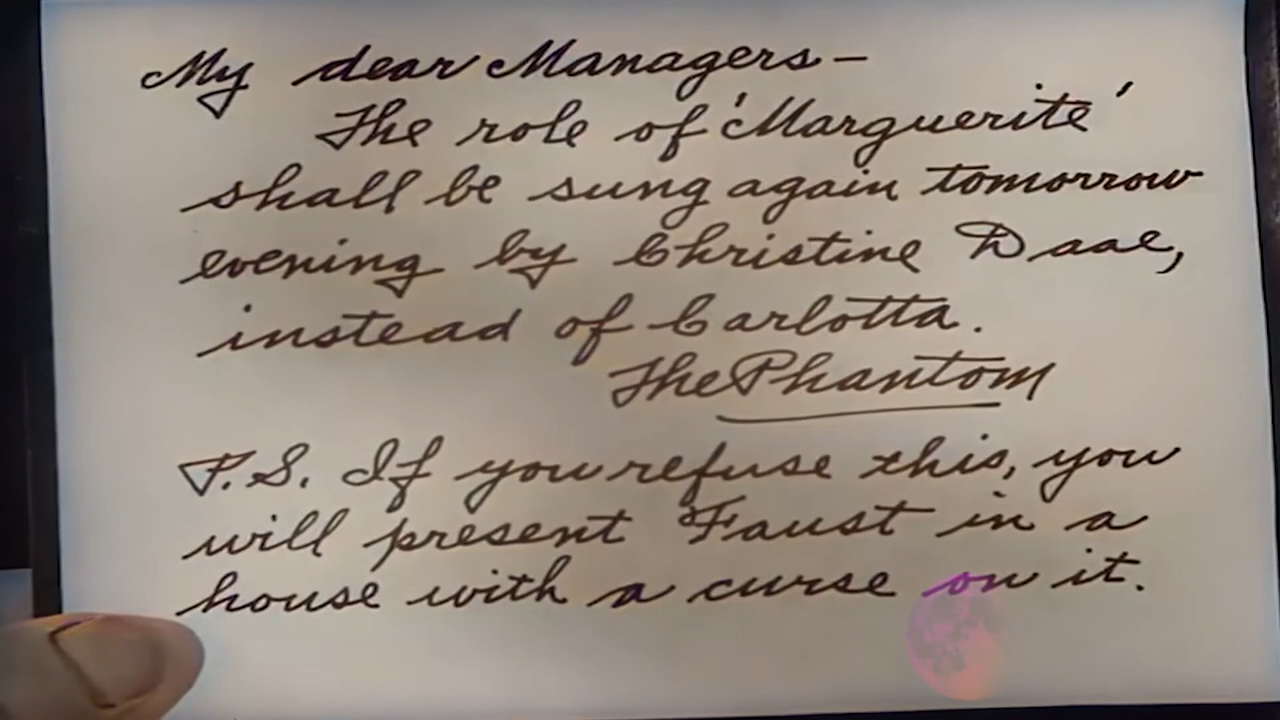 My dear Managers-
The role of 'Marguerite'
shall be sung again tomorrow
evening by Christine Daae,
instead of Carlotta.
The Phantom
P.S. If you refuse this, you
will present Faust in a
house with a curse on it.